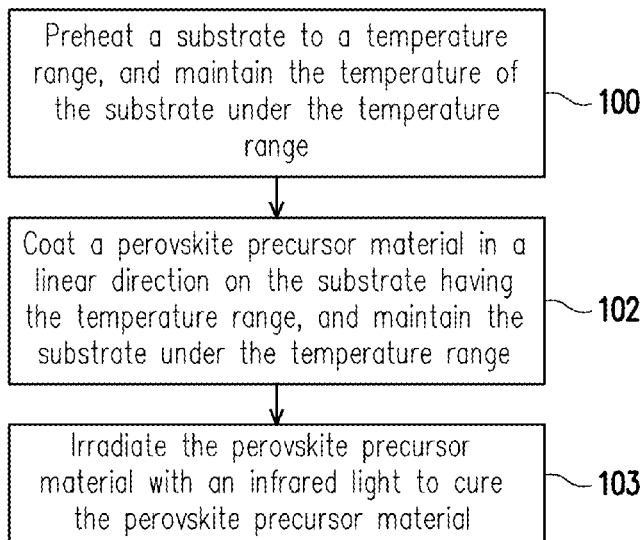 Preheat a substrate to a temperature
range, and maintain the temperature of
the substrate under the temperature
range
100
Coat a perovskite precursor material in a
linear direction on the substrate having
the temperature range, and maintain the
substrate under the temperature range
102
Irradiate the perovskite precursor
material with an infrared light to cure
the perovskite precursor material
103